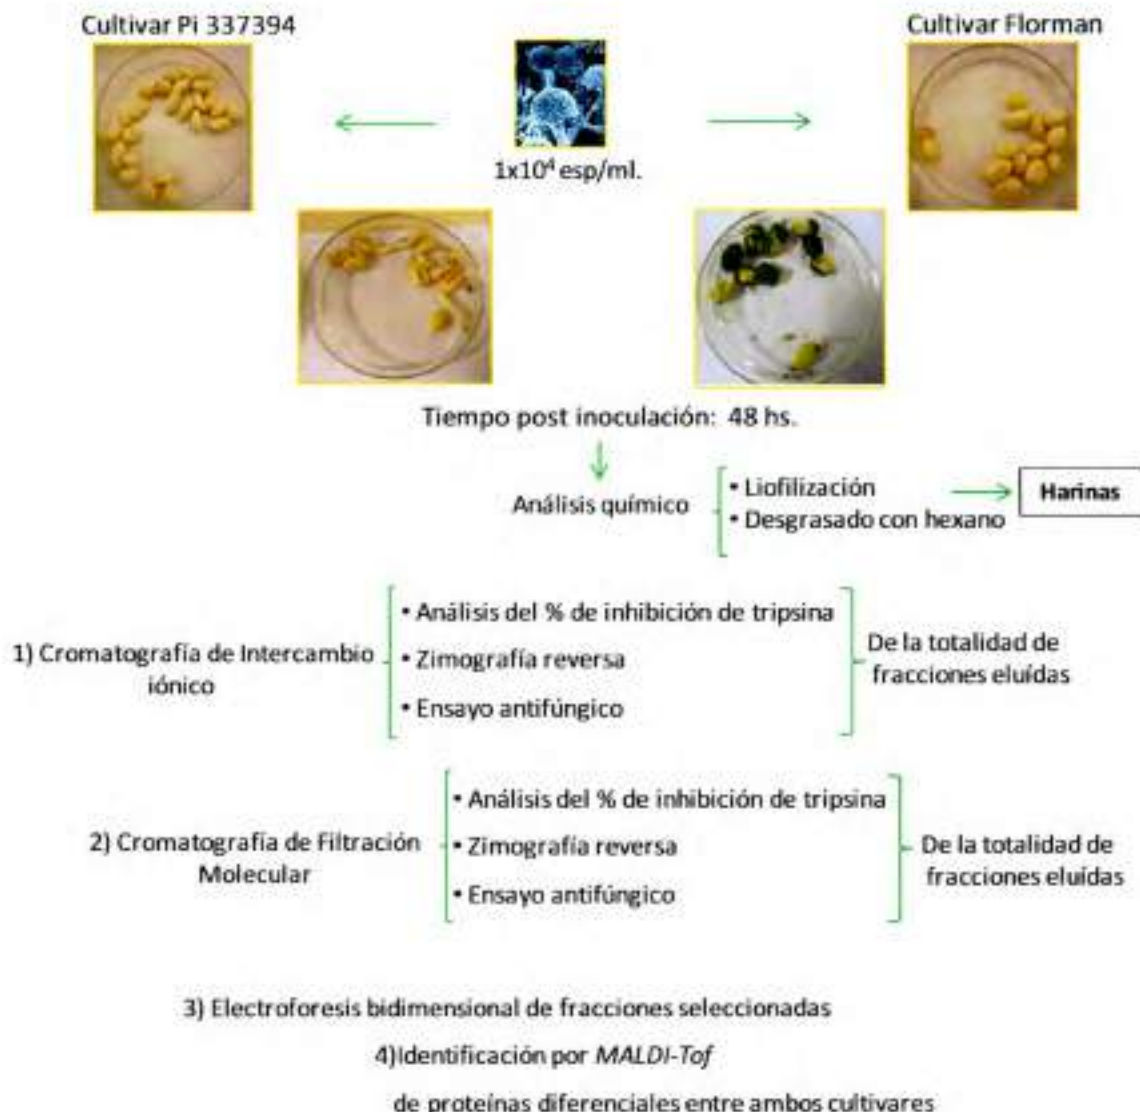 Cultivar Pi 337394
Cultivar Florman
1x10⁴ esp/ml.
Tiempo post inoculación: 48 hs.
Análisis químico
• Liofilización
• Desgrasado con hexano
Harinas
1) Cromatografía de Intercambio
iónico
• Análisis del % de inhibición de tripsina
• Zimografía reversa
• Ensayo antifúngico
De la totalidad de
fracciones eluídas
2) Cromatografía de Filtración
Molecular
• Análisis del % de inhibición de tripsina
• Zimografía reversa
• Ensayo antifúngico
De la totalidad de
fracciones eluídas
3) Electroforesis bidimensional de fracciones seleccionadas
4)Identificación por MALDI-Tof
de proteínas diferenciales entre ambos cultivares